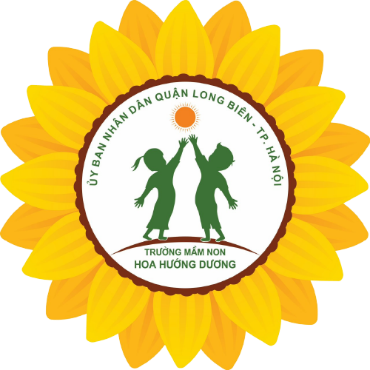 ỦY BAN NHÂN DÂN QUẬN LONG BIÊN - TP. HÀ NỘI
TRƯỜNG MẦM NON
HOA HƯỚNG DƯƠNG